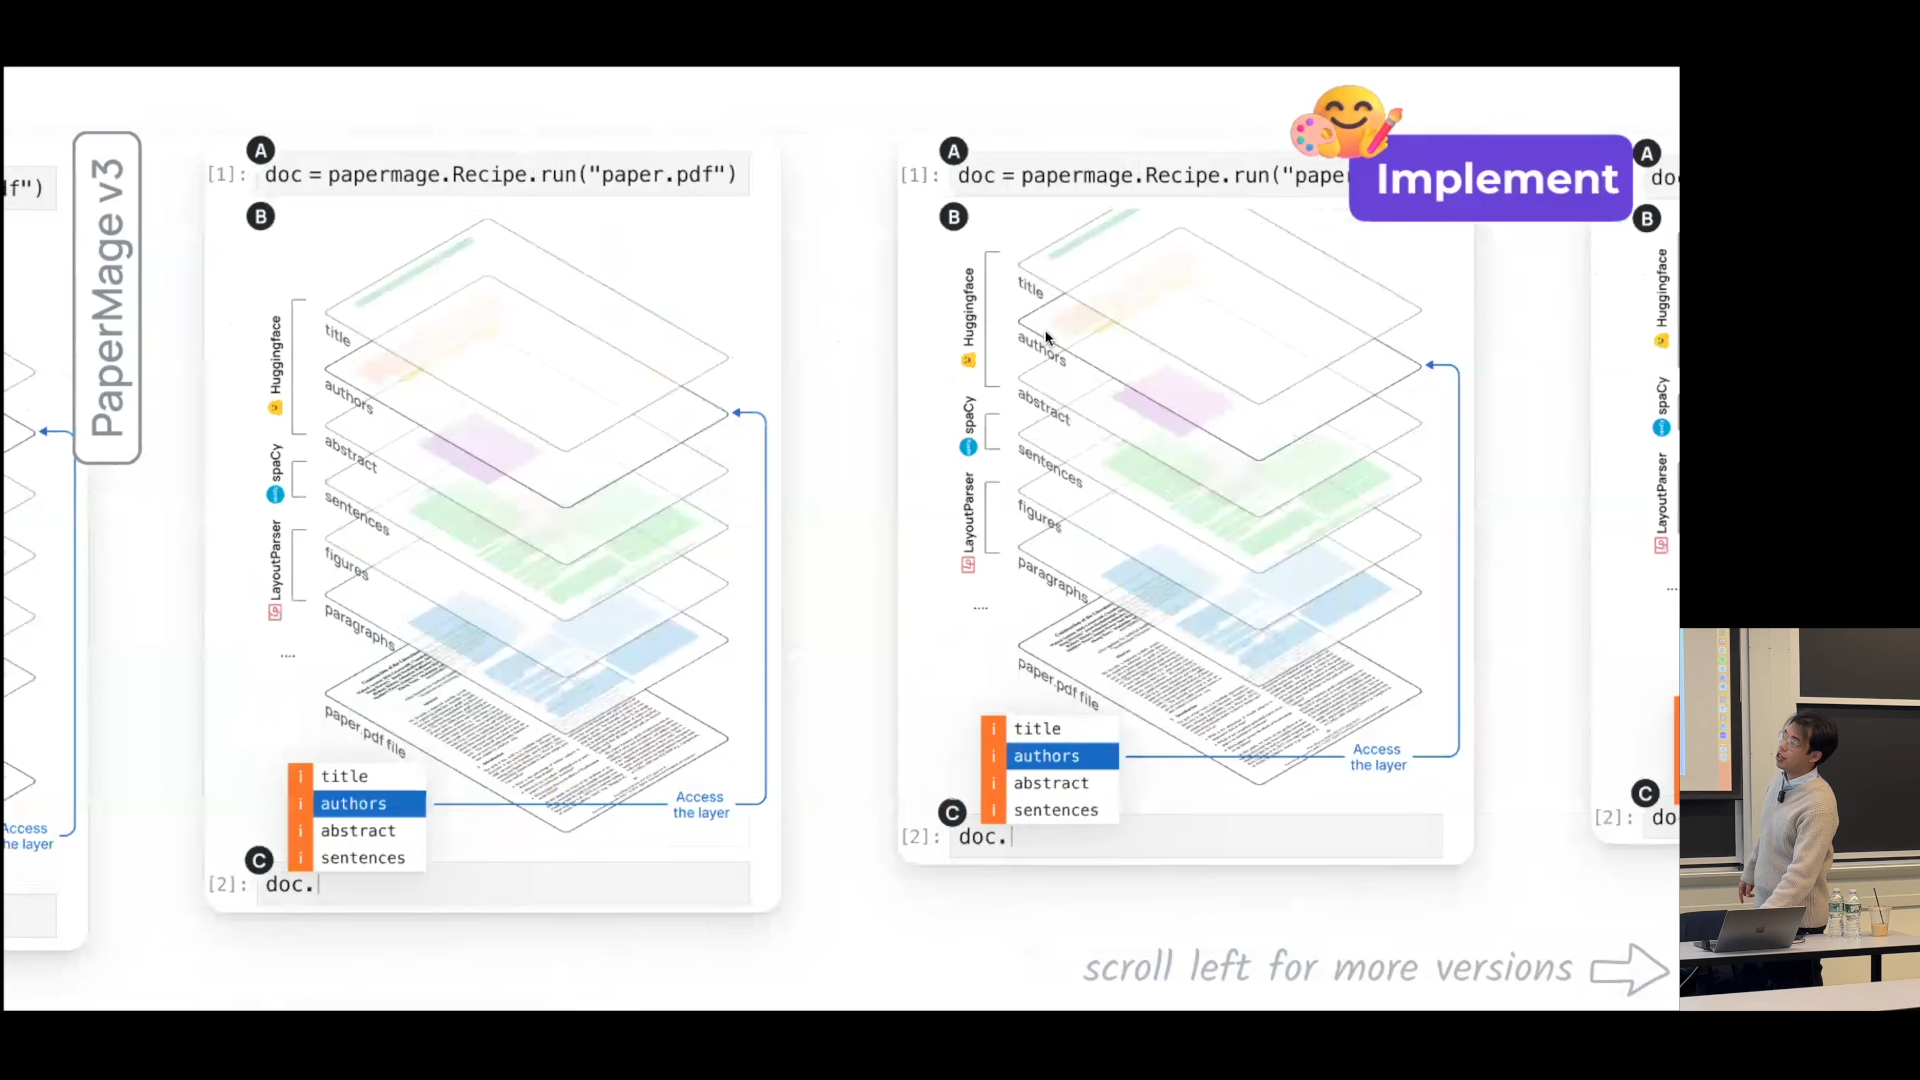 f")
Access
he layer
PaperMage v3
A
[1]: doc = papermage.Recipe.run("paper.pdf")
B
Huggingface
spaCy
LayoutParser
....
title
authors
abstract
sentences
figures
paragraphs
paper.pdf file
title
authors
abstract
sentences
Access
the layer
C
[2]: doc.
A
[1]: doc = papermage.Recipe.run("pape
B
Huggingface
spaCy
LayoutParser
....
title
authors
abstract
sentences
figures
paragraphs
paper.pdf file
title
authors
abstract
sentences
Access
the layer
C
[2]: doc.
Implement
A
do
B
Huggingface
spaCy
LayoutParser
...
C
[2]: do
scroll left for more versions